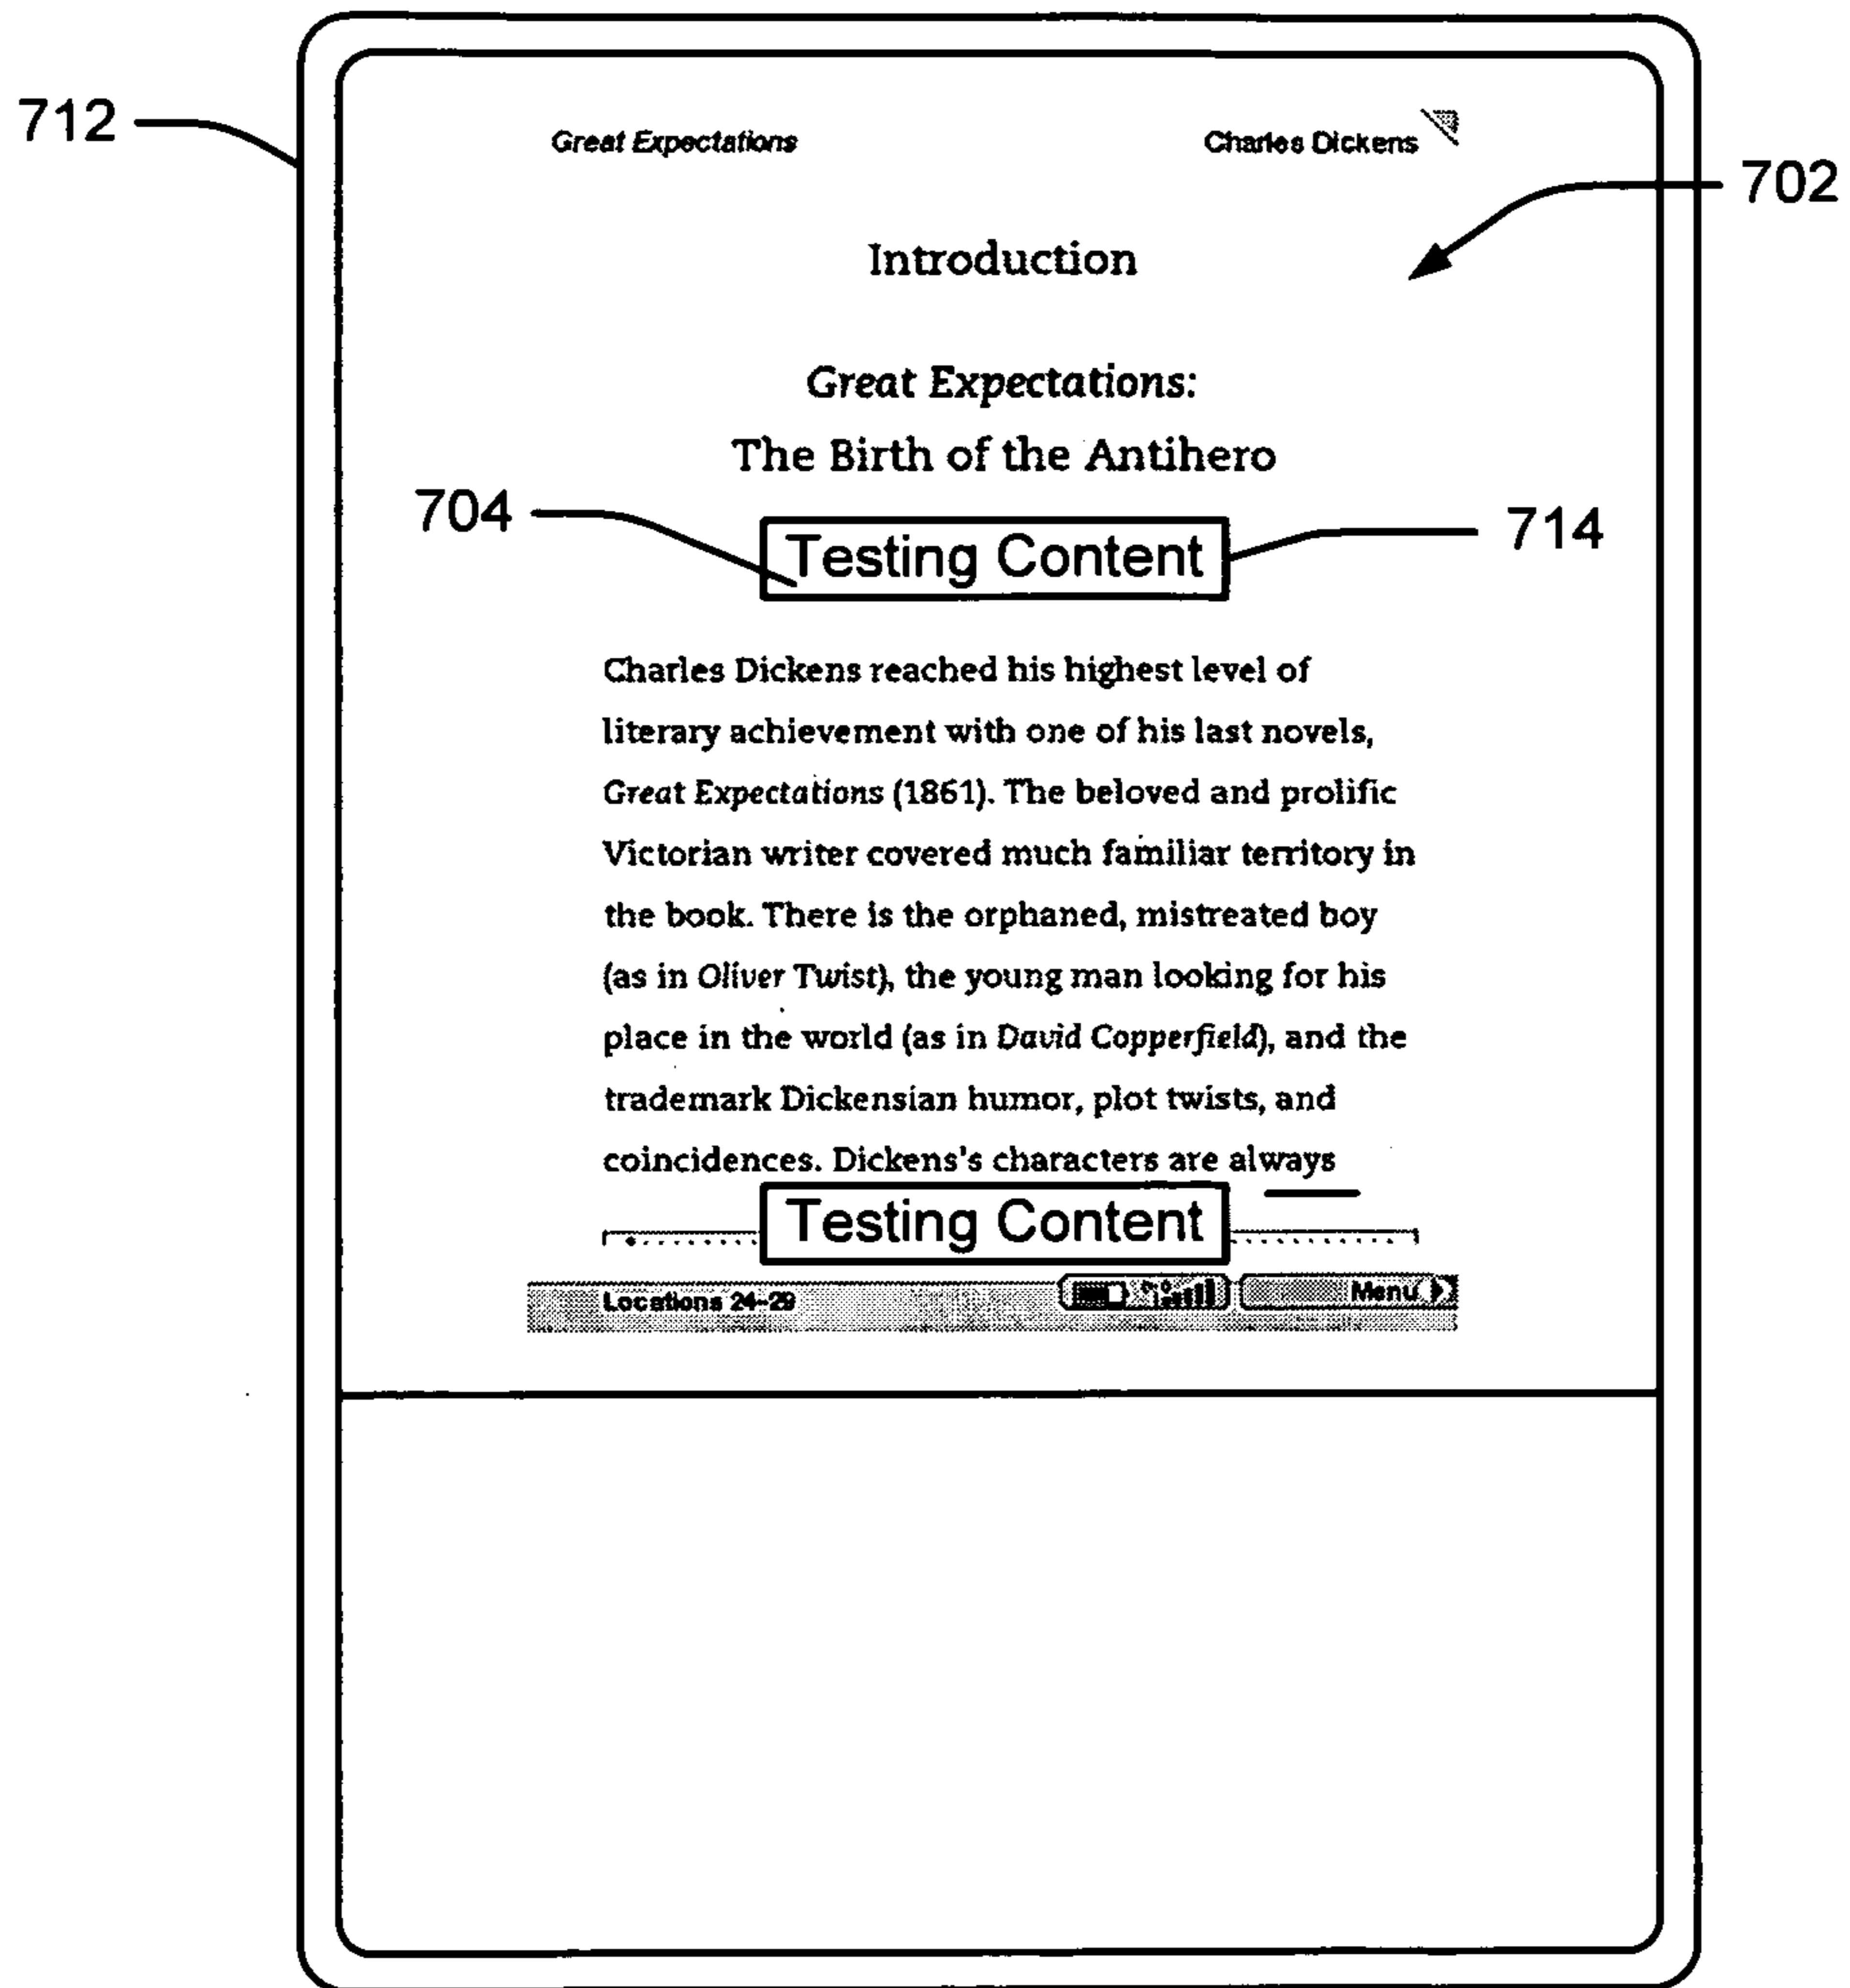 712
Great Expectations Charles Dickens
702
Introduction
Great Expectations:
The Birth of the Antihero
704
Testing Content
714
Charles Dickens reached his highest level of
literary achievement with one of his last novels,
Great Expectations (1861). The beloved and prolific
Victorian writer covered much familiar territory in
the book. There is the orphaned, mistreated boy
(as in Oliver Twist), the young man looking for his
place in the world (as in David Copperfield), and the
trademark Dickensian humor, plot twists, and
coincidences. Dickens's characters are always
Testing Content
Locations 24-29 Menu